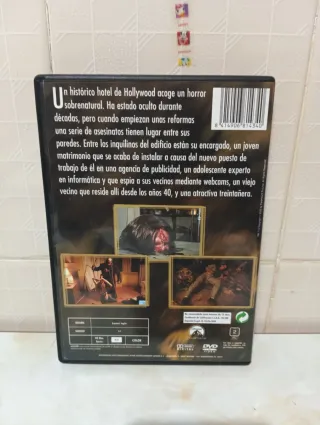 Un histórico hotel de Hollywood acoge un horror
sobrenatural. Ha estado oculto durante
décadas, pero cuando empiezan unas reformas
una serie de asesinatos tienen lugar entre sus
paredes. Entre los inquilinos del edificio están su encargado, un joven
matrimonio que se acaba de instalar a causa del nuevo puesto de
trabajo de él en una agencia de publicidad, un adolescente experto
en informática y que espía a sus vecinos mediante webcams, un viejo
vecino que reside allí desde los años 40, y una atractiva treintañera.
DVD